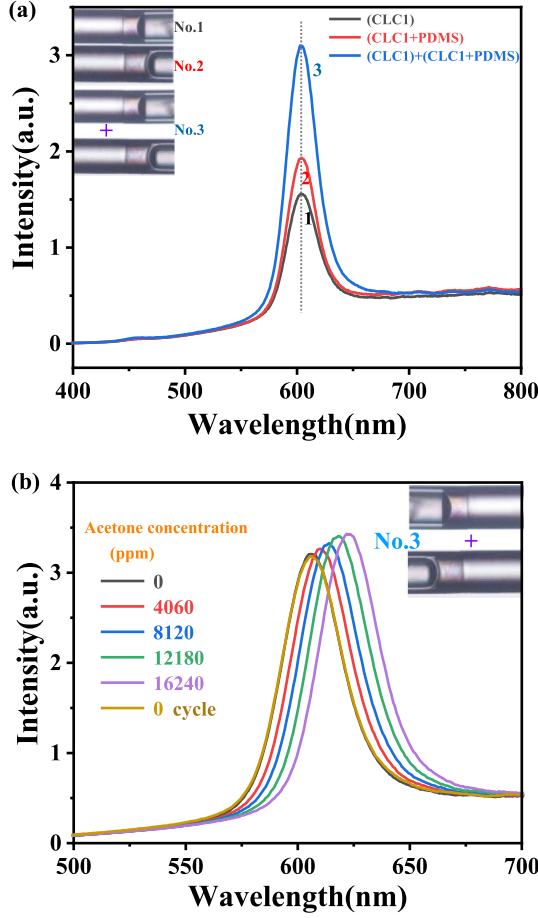 (a)
No.1
No.2
+
No.3
(CLC1)
(CLC1+PDMS)
(CLC1)+(CLC1+PDMS)
3
2
1
Intensity(a.u.)
3
2
1
0
400 500 600 700 800
Wavelength(nm)
(b)
Acetone concentration
(ppm)
0
4060
8120
12180
16240
0 cycle
No.3
+
Intensity(a.u.)
4
3
2
1
0
500 550 600 650 700
Wavelength(nm)